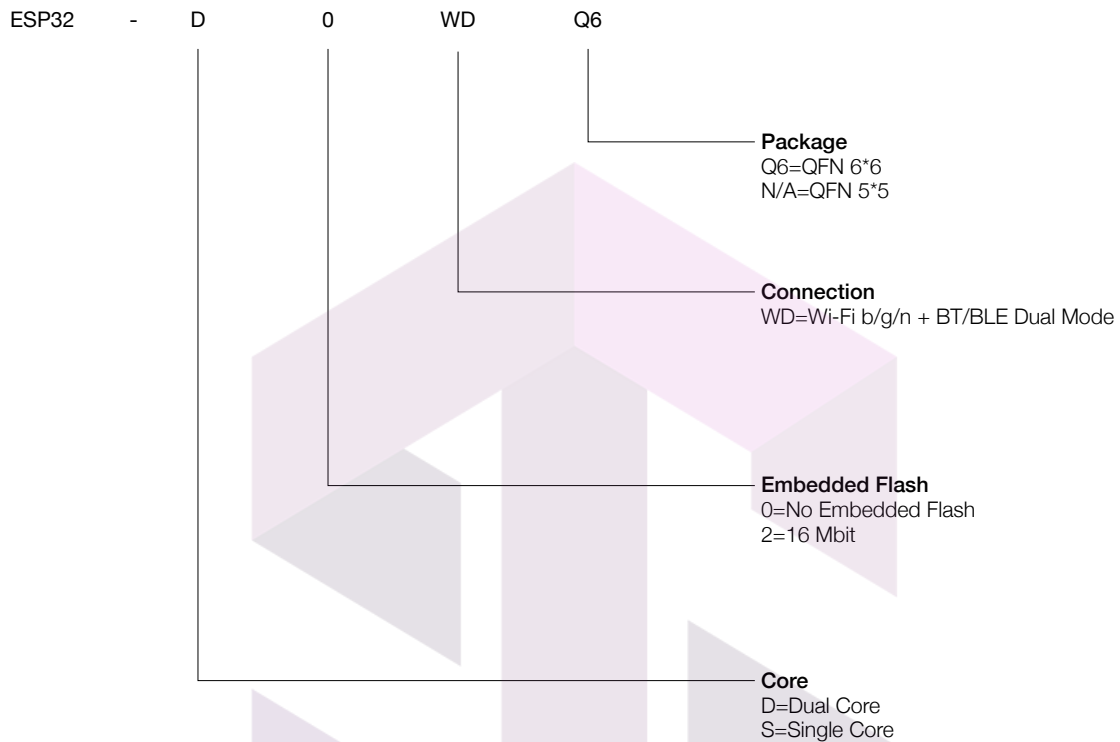 ESP32 - D 0 WD Q6
Package
Q6=QFN 6*6
N/A=QFN 5*5
Connection
WD=Wi-Fi b/g/n + BT/BLE Dual Mode
Embedded Flash
0=No Embedded Flash
2=16 Mbit
Core
D=Dual Core
S=Single Core